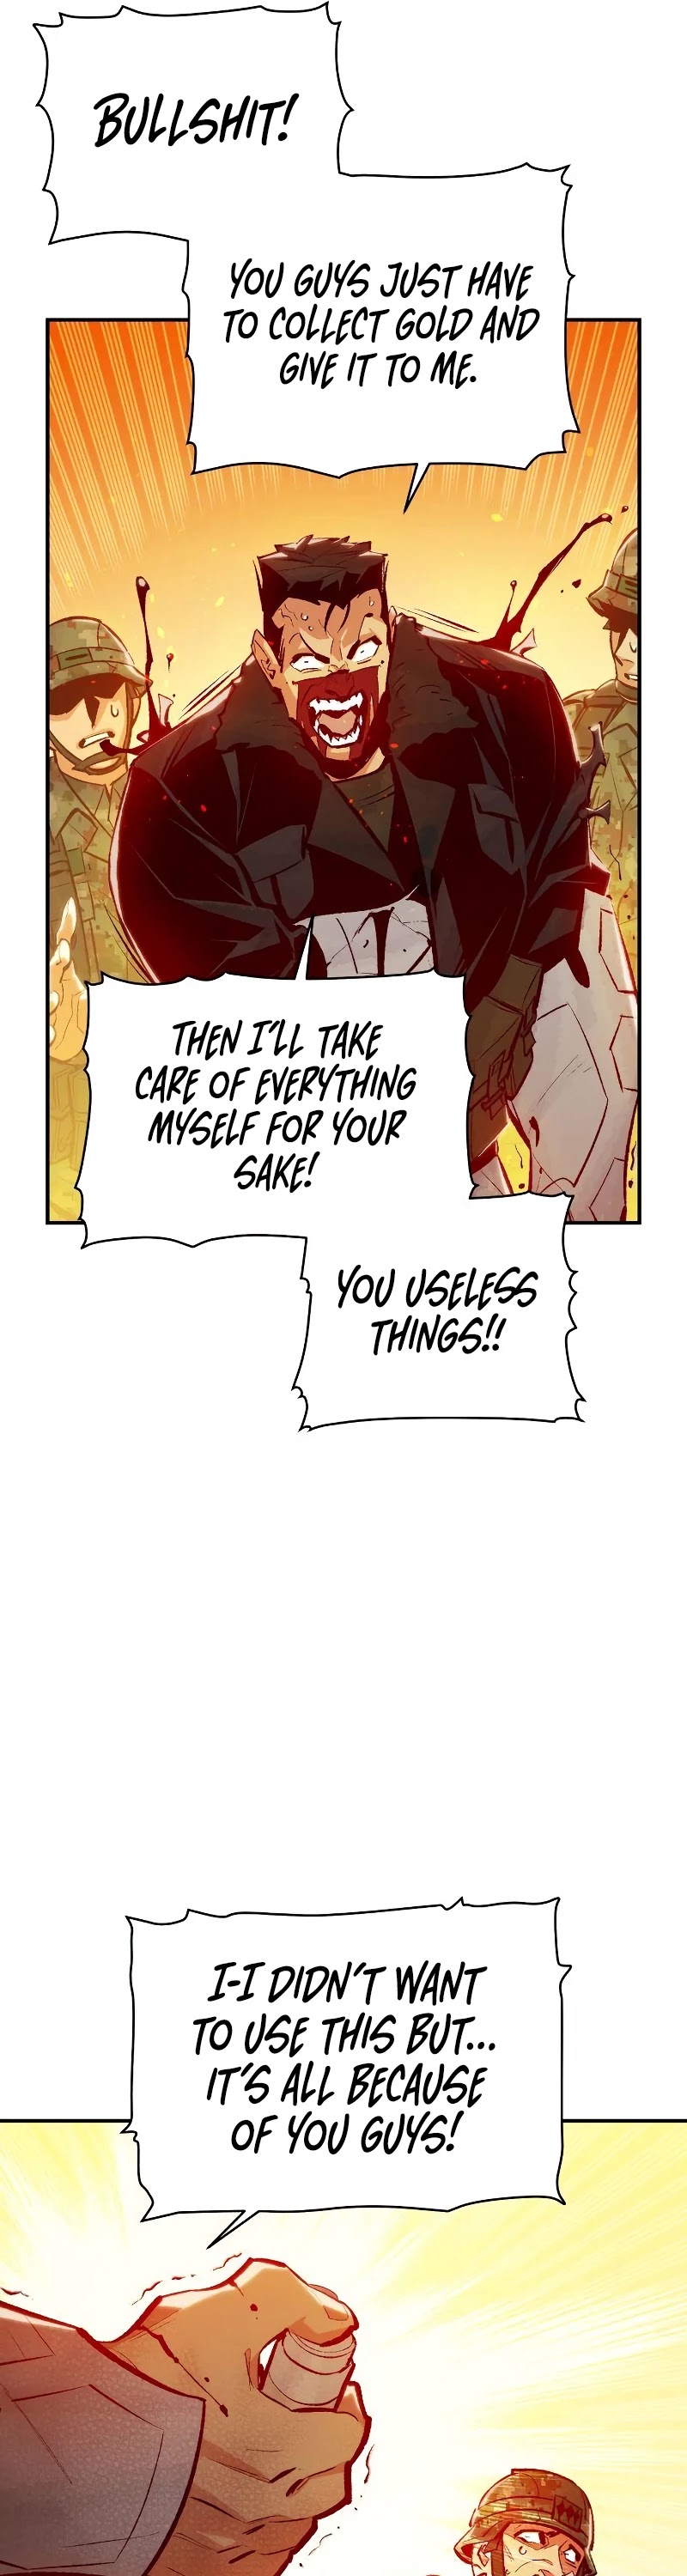 BULLSHIT!
YOU GUYS JUST HAVE
TO COLLECT GOLD AND
GIVE IT TO ME.
THEN I'LL TAKE
CARE OF EVERYTHING
MYSELF FOR YOUR
SAKE!
YOU USELESS
THINGS!!
I-I DIDN'T WANT
TO USE THIS BUT...
IT'S ALL BECAUSE
OF YOU GUYS!